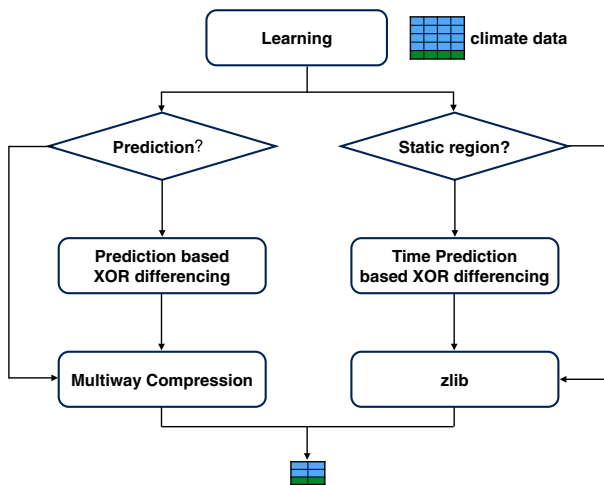 Learning
climate data
Prediction?
Static region?
Prediction based
XOR differencing
Time Prediction
based XOR differencing
Multiway Compression
zlib